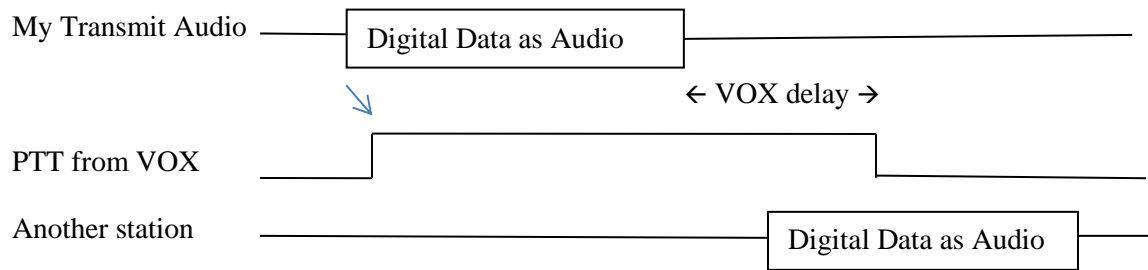 My Transmit Audio
Digital Data as Audio
← VOX delay →
PTT from VOX
Another station
Digital Data as Audio